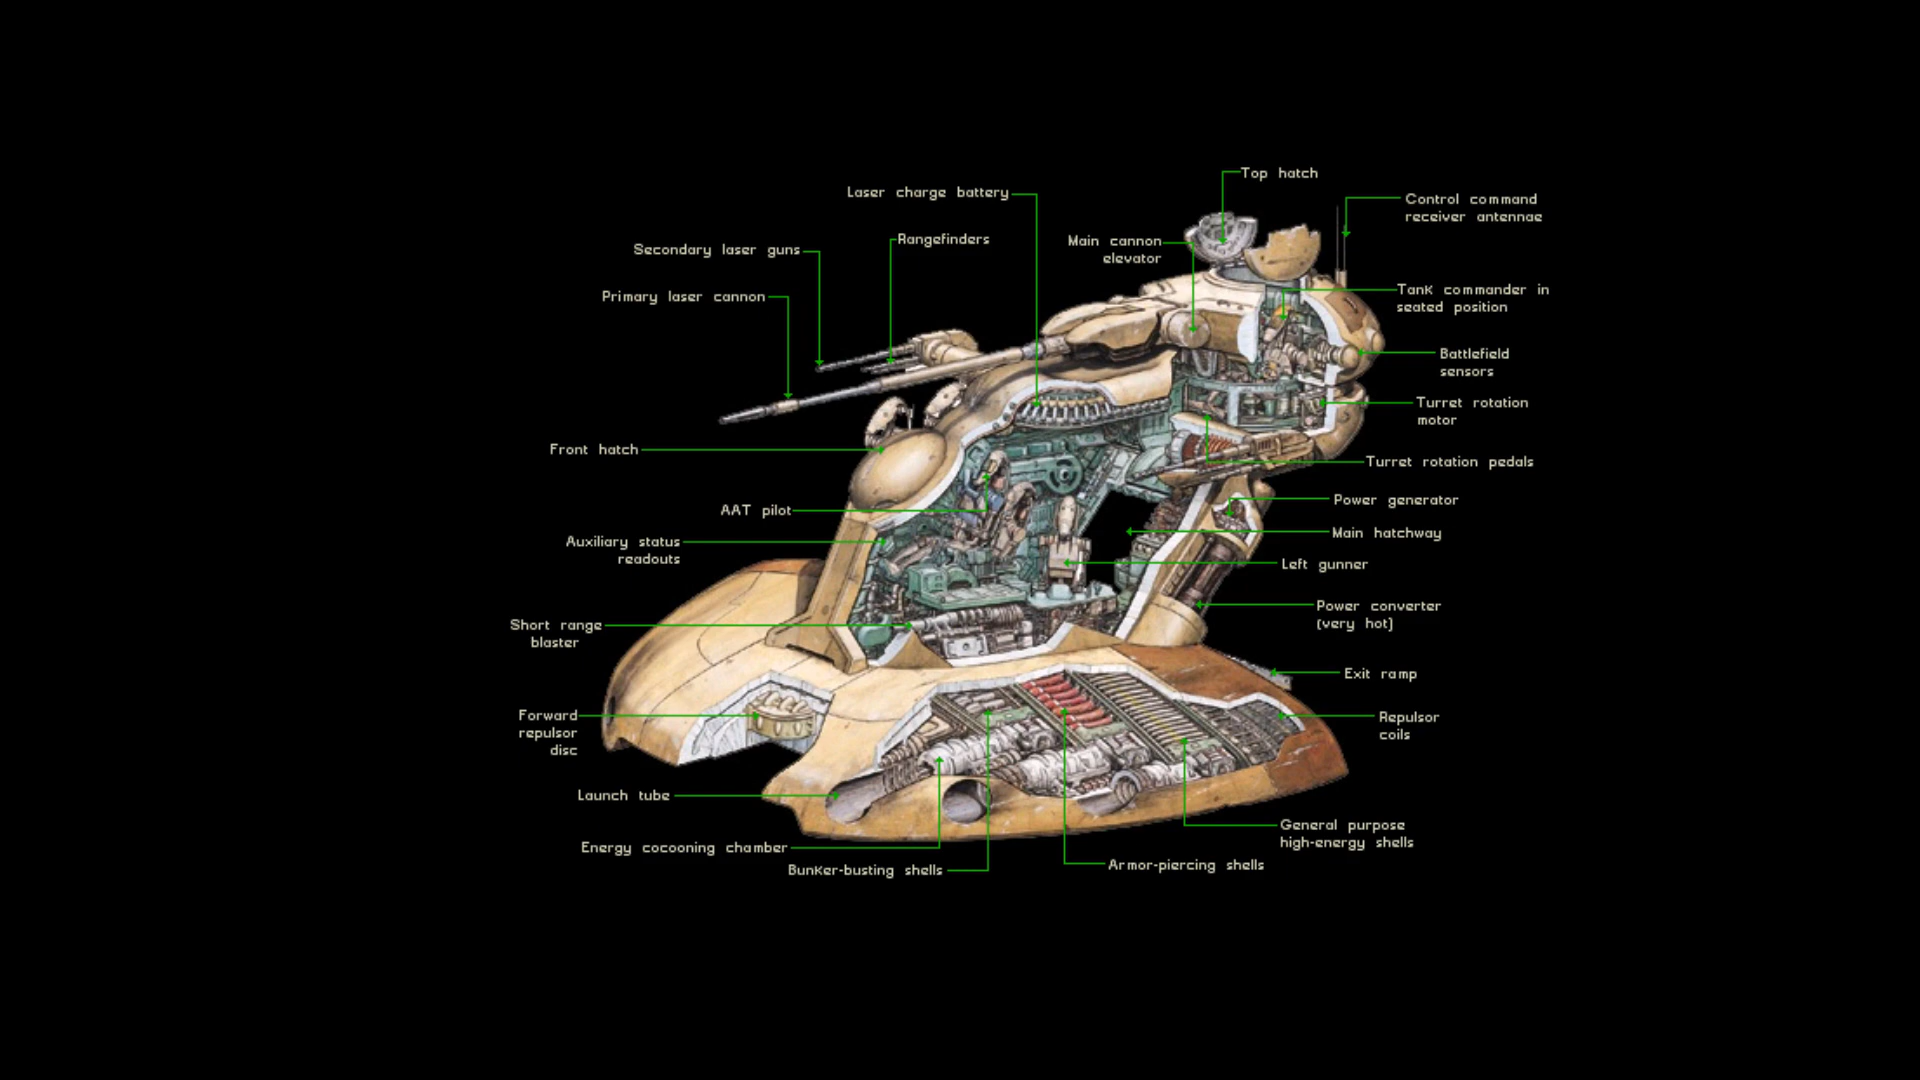 Top hatch
Laser charge battery
Control command
receiver antennae
Rangefinders
Main cannon
elevator
Secondary laser guns
Primary laser cannon
Tank commander in
seated position
Battlefield
sensors
Turret rotation
motor
Front hatch
Turret rotation pedals
Power generator
AAT pilot
Main hatchway
Auxiliary status
readouts
Left gunner
Power converter
(very hot)
Short range
blaster
Exit ramp
Forward
repulsor
disc
Repulsor
coils
Launch tube
General purpose
high-energy shells
Energy cocooning chamber
Bunker-busting shells
Armor-piercing shells